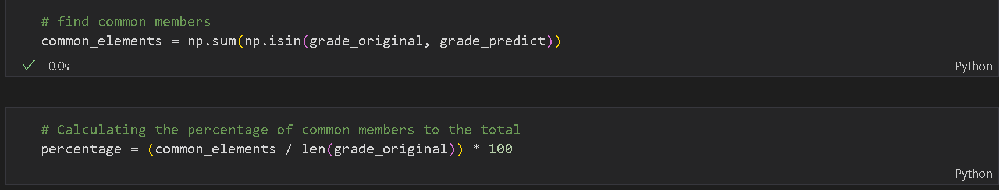 # find common members
common_elements = np.sum(np.isin(grade_original, grade_predict))
0.0s
Python
# Calculating the percentage of common members to the total
percentage = (common_elements / len(grade_original)) * 100
Python